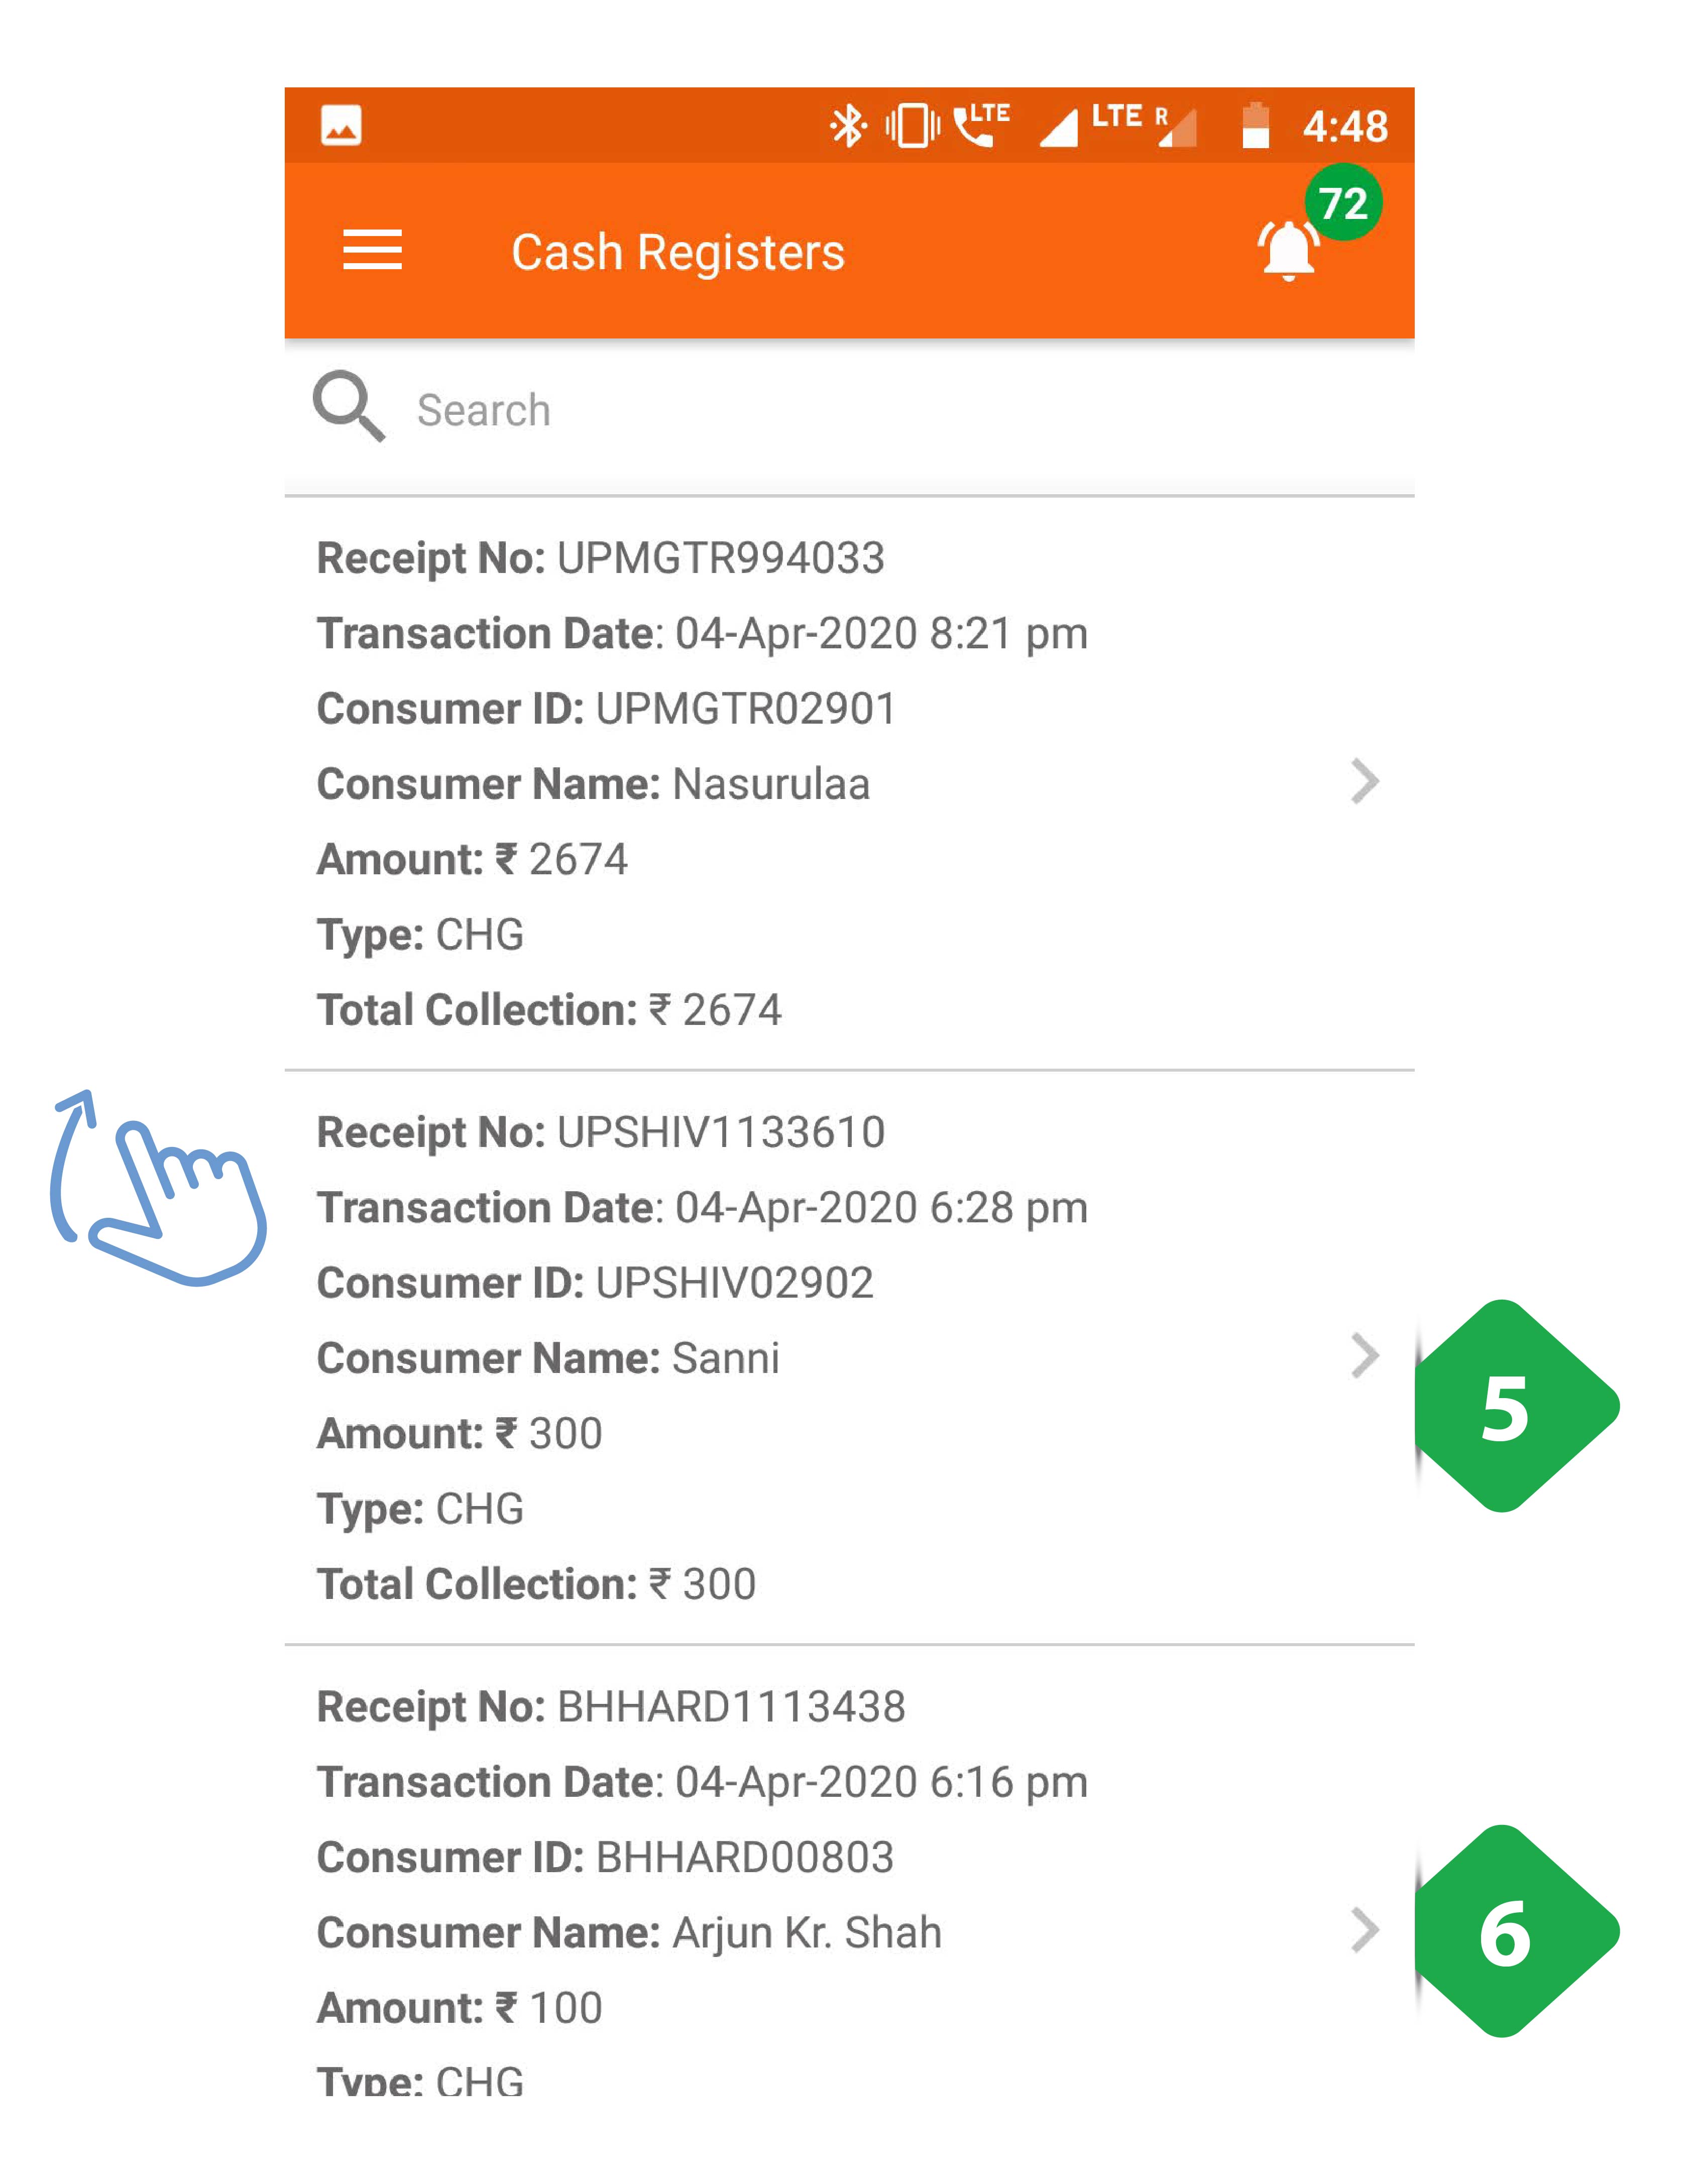 LTE LTE R 4:48
72
Cash Registers
Search
Receipt No: UPMGTR994033
Transaction Date: 04-Apr-2020 8:21 pm
Consumer ID: UPMGTR02901
Consumer Name: Nasurulaa
Amount: ₹ 2674
Type: CHG
Total Collection: ₹ 2674
Receipt No: UPSHIV1133610
Transaction Date: 04-Apr-2020 6:28 pm
Consumer ID: UPSHIV02902
Consumer Name: Sanni
5
Amount: ₹ 300
Type: CHG
Total Collection: ₹ 300
Receipt No: BHHARD1113438
Transaction Date: 04-Apr-2020 6:16 pm
Consumer ID: BHHARD00803
Consumer Name: Arjun Kr. Shah
6
Amount: ₹ 100
Type: CHG